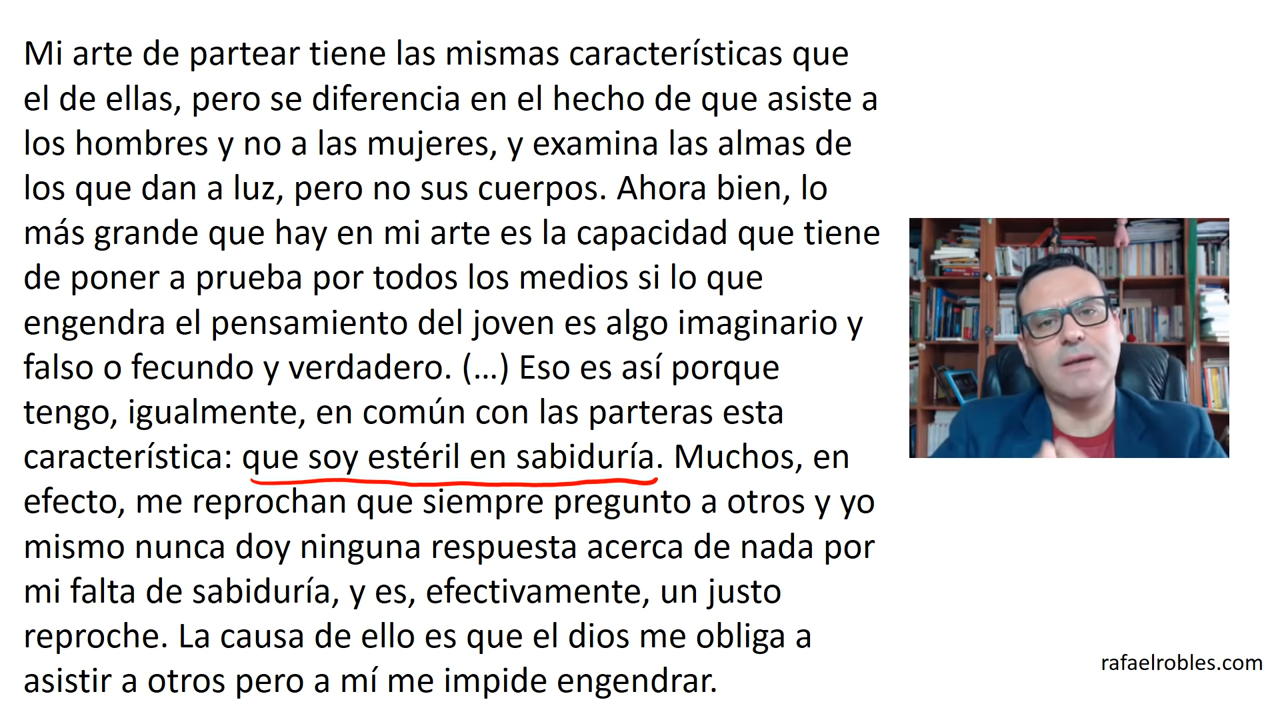 Mi arte de partear tiene las mismas características que
el de ellas, pero se diferencia en el hecho de que asiste a
los hombres y no a las mujeres, y examina las almas de
los que dan a luz, pero no sus cuerpos. Ahora bien, lo
más grande que hay en mi arte es la capacidad que tiene
de poner a prueba por todos los medios si lo que
engendra el pensamiento del joven es algo imaginario y
falso o fecundo y verdadero. (...) Eso es así porque
tengo, igualmente, en común con las parteras esta
característica: que soy estéril en sabiduría. Muchos, en
efecto, me reprochan que siempre pregunto a otros y yo
mismo nunca doy ninguna respuesta acerca de nada por
mi falta de sabiduría, y es, efectivamente, un justo
reproche. La causa de ello es que el dios me obliga a
asistir a otros pero a mí me impide engendrar.
rafaelrobles.com